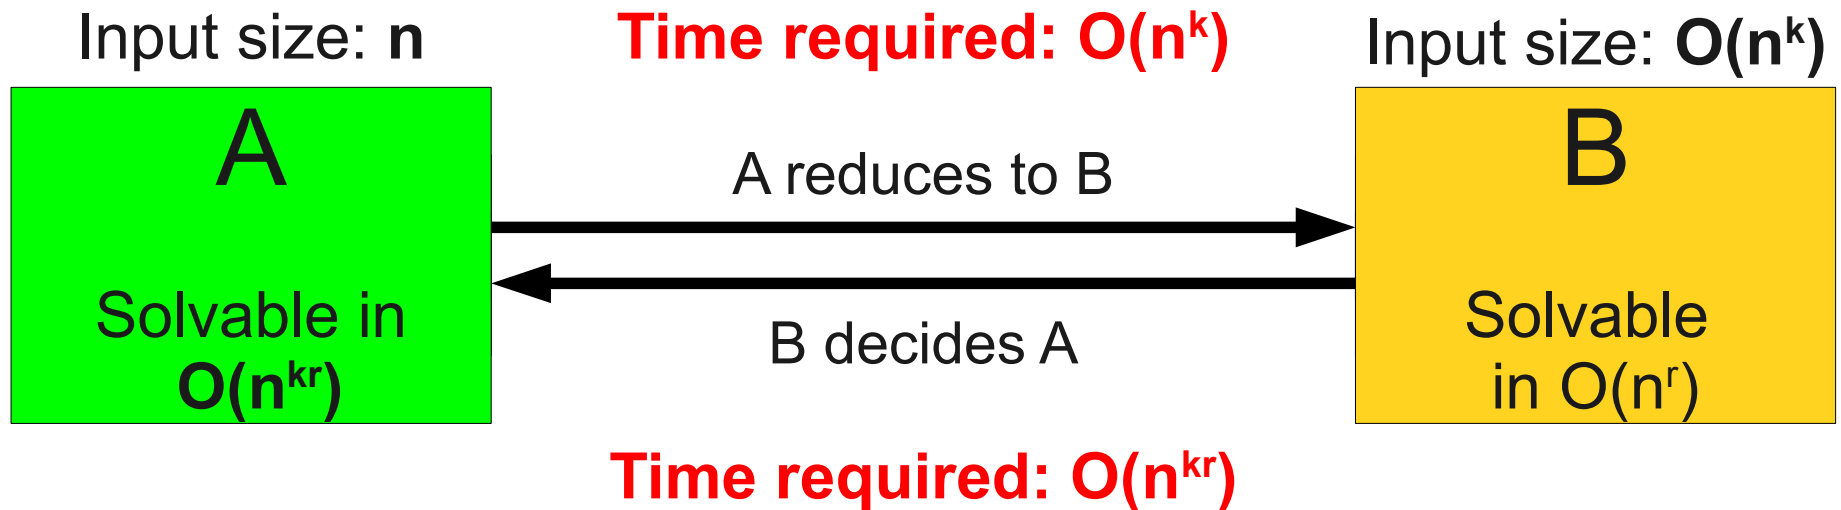 Input size: n
Time required: O(nᵏ)
Input size: O(nᵏ)
A
B
A reduces to B
Solvable in
O(nᵏʳ)
B decides A
Solvable
in O(nʳ)
Time required: O(nᵏʳ)